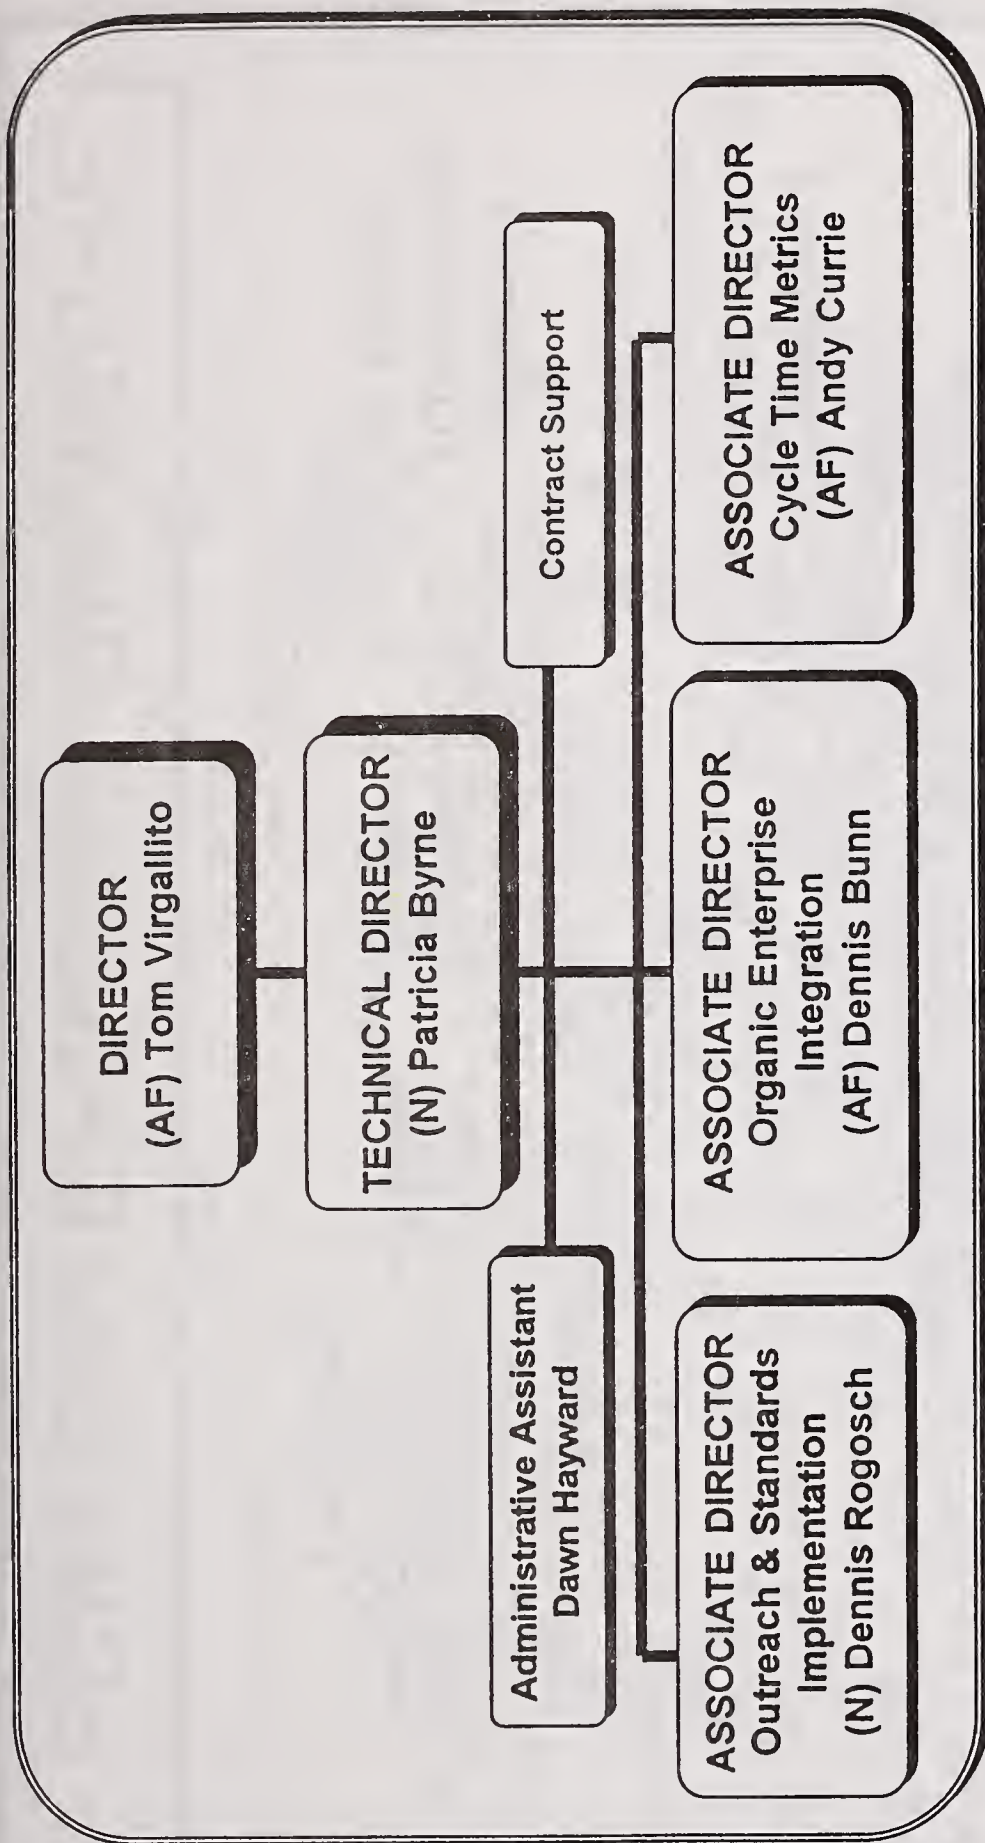 DIRECTOR
(AF) Tom Virgallito
TECHNICAL DIRECTOR
(N) Patricia Byrne
Administrative Assistant
Dawn Hayward
Contract Support
ASSOCIATE DIRECTOR
Outreach & Standards
Implementation
(N) Dennis Rogosch
ASSOCIATE DIRECTOR
Organic Enterprise
Integration
(AF) Dennis Bunn
ASSOCIATE DIRECTOR
Cycle Time Metrics
(AF) Andy Currie